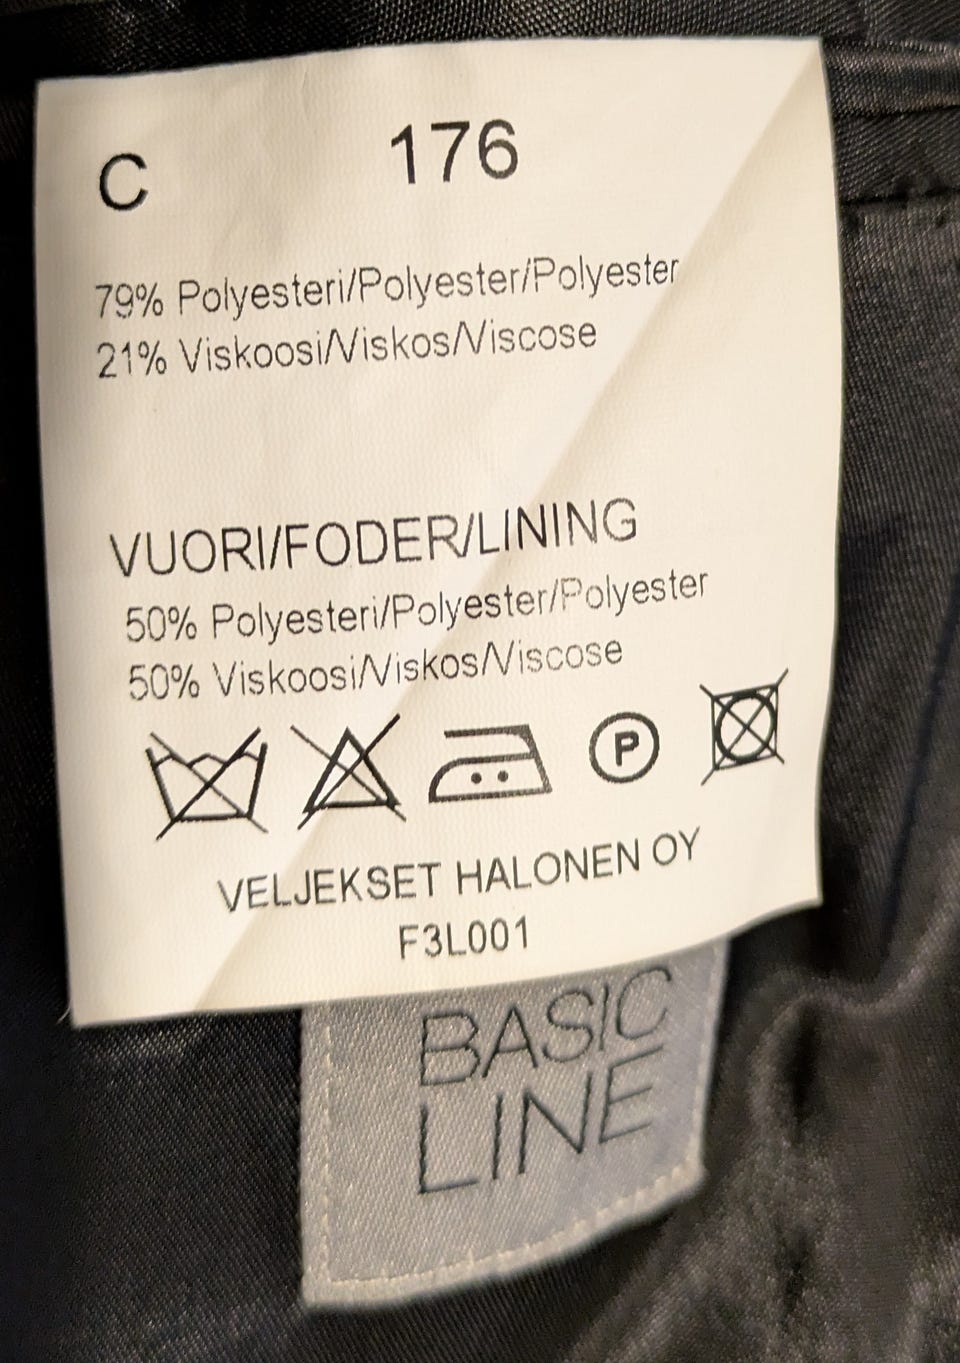 C 176
79% Polyesteri/Polyester/Polyester
21% Viskoosi/Viskos/Viscose
VUORI/FODER/LINING
50% Polyesteri/Polyester/Polyester
50% Viskoosi/Viskos/Viscose
P
VELJEKSET HALONEN OY
F3L001
BASIC
LINE